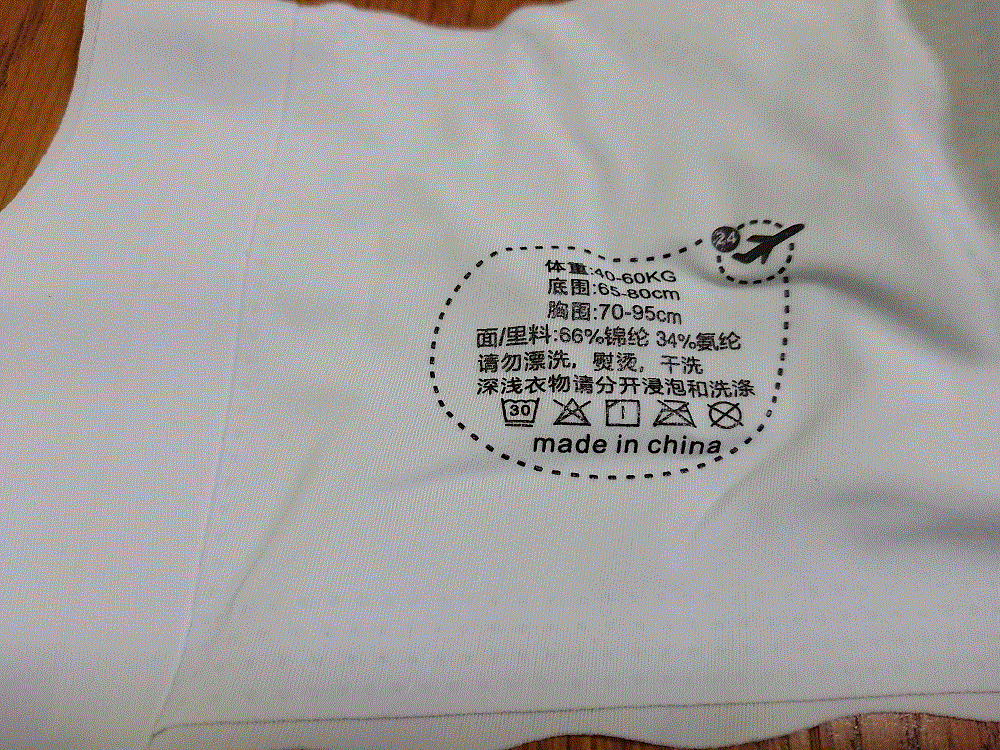 24
体重:40-60KG
底围:65-80cm
胸围:70-95cm
面/里料:66%锦纶 34%氨纶
请勿漂洗，熨烫，干洗
深浅衣物请分开浸泡和洗涤
30
made in china